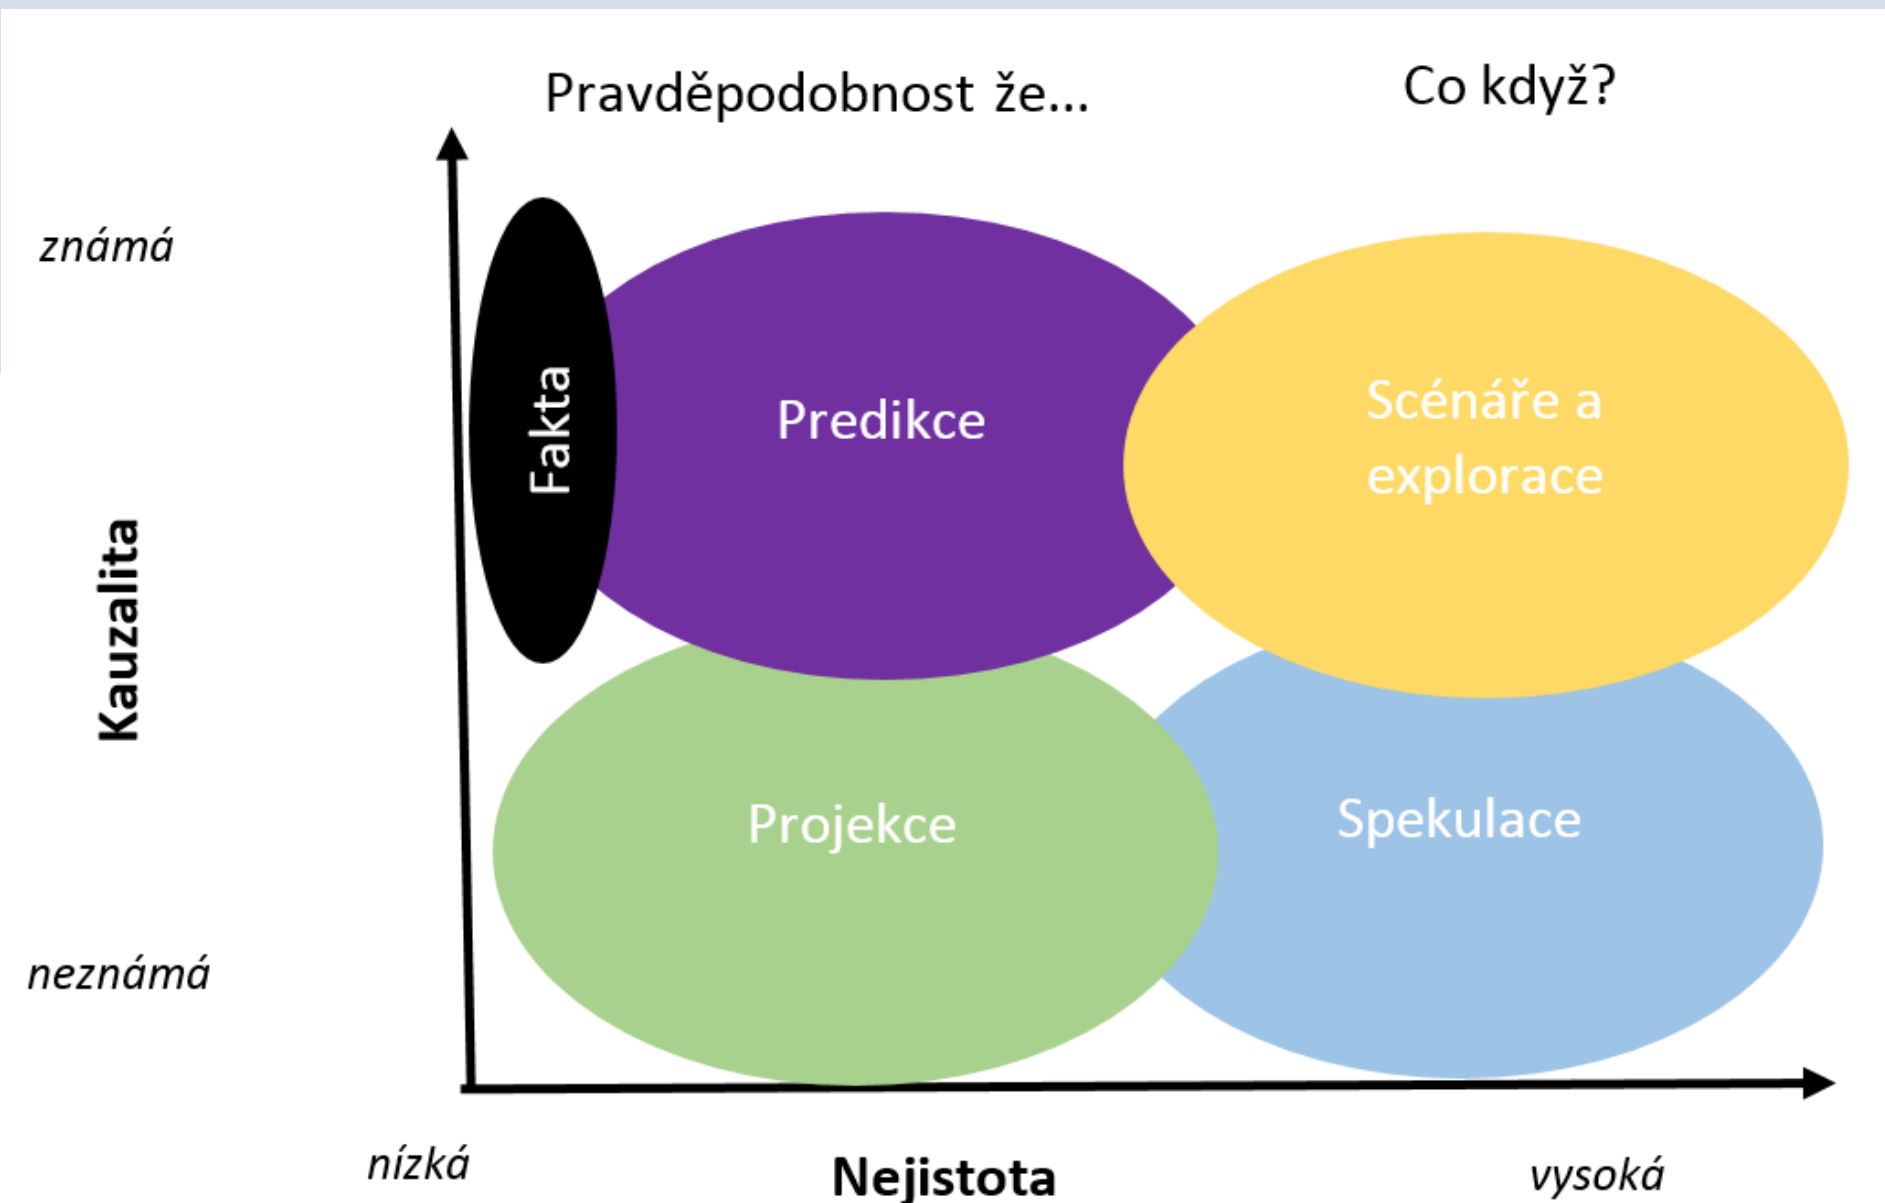 Pravděpodobnost že...
Co když?
známá
Fakta
Predikce
Scénáře a
explorace
Kauzalita
Projekce
Spekulace
neznámá
nízká
Nejistota
vysoká